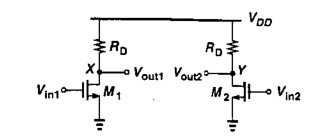 V_DD
R_D R_D
X V_out1 V_out2 Y
V_in1 M_1 M_2 V_in2